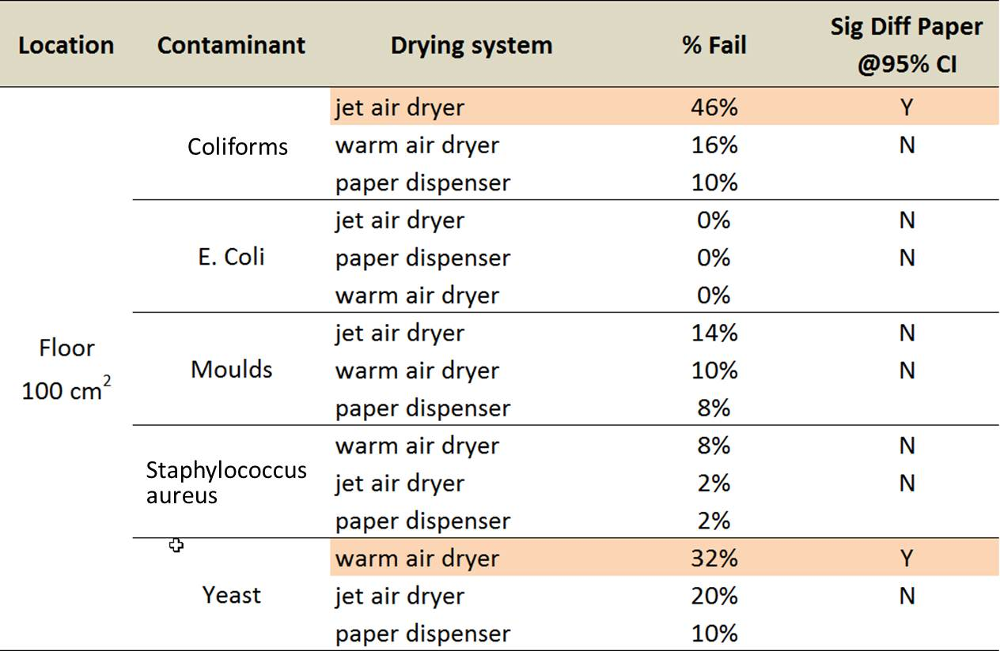 Location Contaminant Drying system % Fail Sig Diff Paper @95% CI
Floor 100 cm2
Coliforms
jet air dryer 46% Y
warm air dryer 16% N
paper dispenser 10%
E. Coli
jet air dryer 0% N
paper dispenser 0% N
warm air dryer 0%
Moulds
jet air dryer 14% N
warm air dryer 10% N
paper dispenser 8%
Staphylococcus aureus
warm air dryer 8% N
jet air dryer 2% N
paper dispenser 2%
Yeast
warm air dryer 32% Y
jet air dryer 20% N
paper dispenser 10%